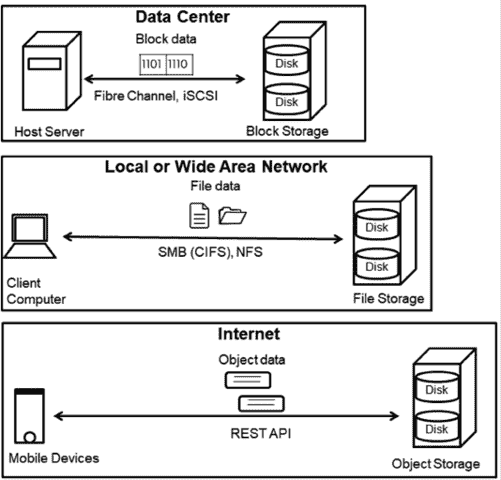 Data Center
Block data
1101 1110
Disk
Fibre Channel, iSCSI
Disk
Host Server
Block Storage
Local or Wide Area Network
File data
Disk
SMB (CIFS), NFS
Disk
Client
Computer
File Storage
Internet
Object data
Disk
REST API
Disk
Mobile Devices
Object Storage